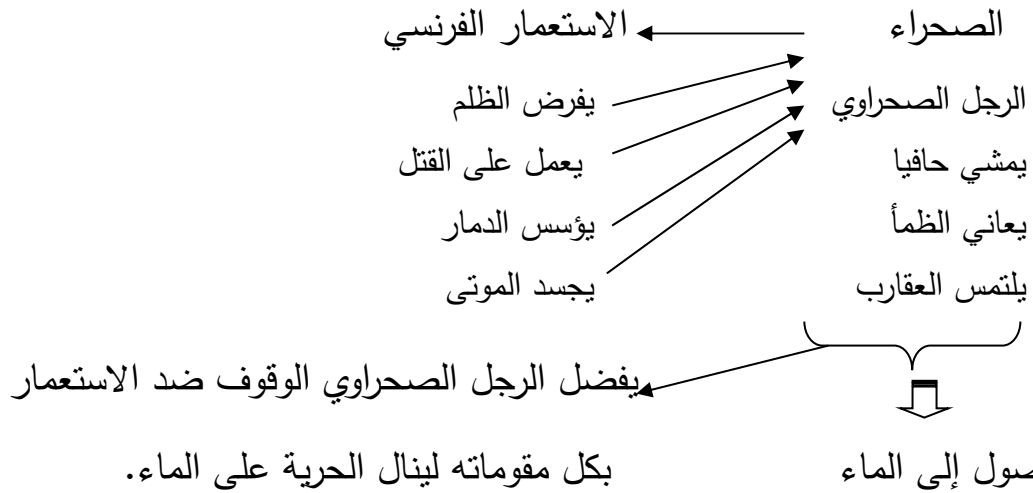 الصحراء الاستعمار الفرنسي
الرجل الصحراوي يفرض الظلم
يمشي حافيا يعمل على القتل
يعاني الظمأ يؤسس الدمار
يلتمس العقارب يجسد الموتى
يفضل الرجل الصحراوي الوقوف ضد الاستعمار
إلى الماء بكل مقوماته لينال الحرية على الماء.